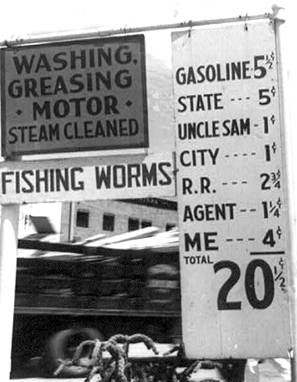 WASHING,
GREASING
· MOTOR ·
STEAM CLEANED
FISHING WORMS
GASOLINE 5½¢
STATE ---- 5¢
UNCLE SAM - 1¢
CITY ---- 1¢
R.R. ---- 2¾¢
AGENT --- 1¼¢
ME --- 4¢
TOTAL
20½¢